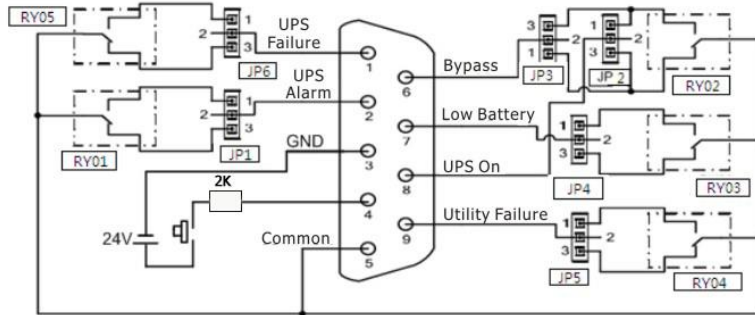 RY05
1
2
3
JP6
UPS
Failure
1
Bypass
6
3
2
1
JP3
1
2
3
JP 2
RY02
UPS
Alarm
2
RY01
1
2
3
JP1
Low Battery
7
1
2
3
JP4
RY03
GND
3
UPS On
8
2K
4
24V
Utility Failure
9
1
2
3
JP5
RY04
Common
5